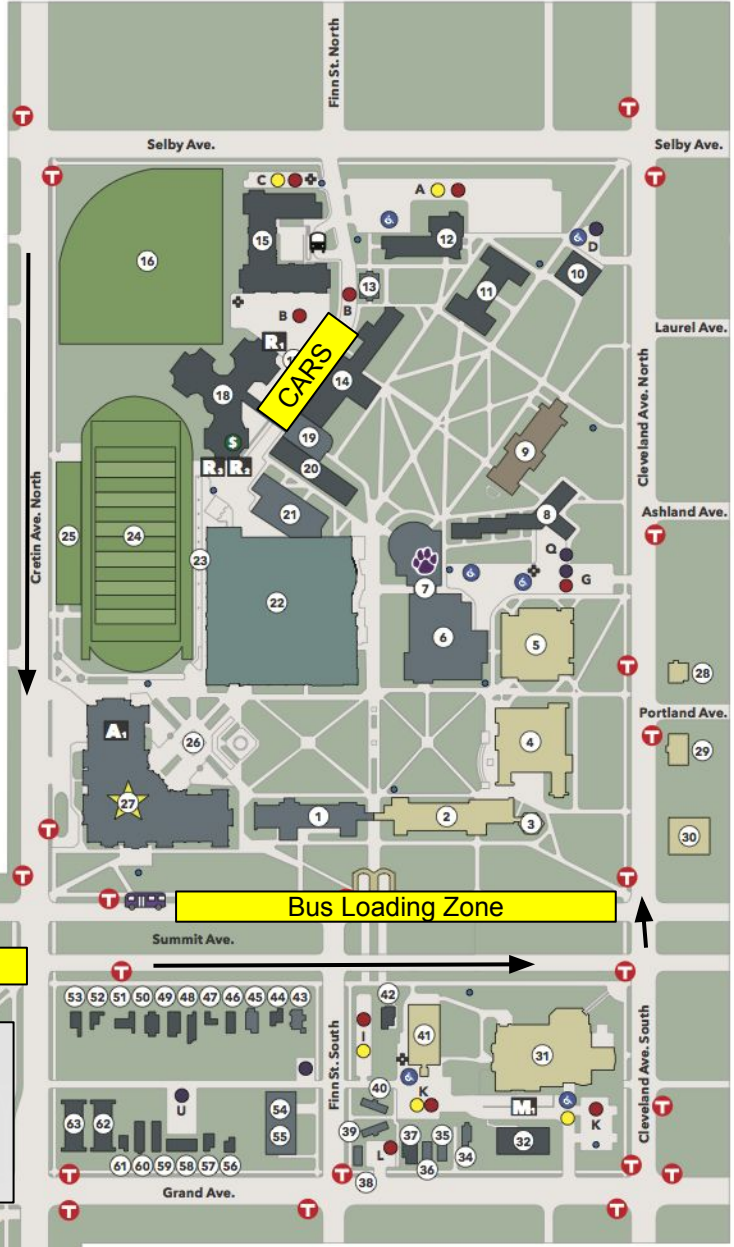 Finn St. North
T
T
Selby Ave.
Selby Ave.
T
T
C
A
15
12
D
16
13
10
11
B
B
Laurel Ave.
R1
CARS
14
18
Cleveland Ave. North
19
9
$
R3 R2
20
8
Ashland Ave.
21
T
Cretin Ave. North
25
24
23
Q
7
G
22
6
5
T
28
Portland Ave.
A1
26
4
T
29
27
1
2
3
T
30
T
T
T
Bus Loading Zone
Summit Ave.
T
T
53 52 51 50 49 48 47 46 45 44 43
42
I
41
31
Finn St. South
Cleveland Ave. South
U
K
40
M1
T
63 62
54
55
39
37
35
34
32
K
61 60 59 58 57 56
L
36
38
T
T
T
T
Grand Ave.
T
T
T